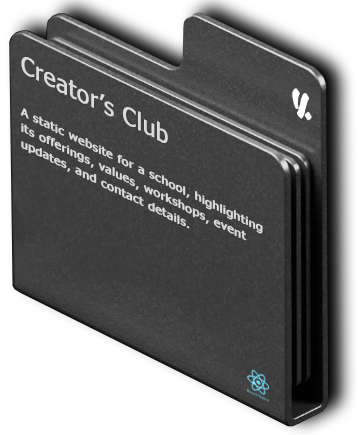 Creator's Club
A static website for a school, highlighting
its offerings, values, workshops, event
updates, and contact details.